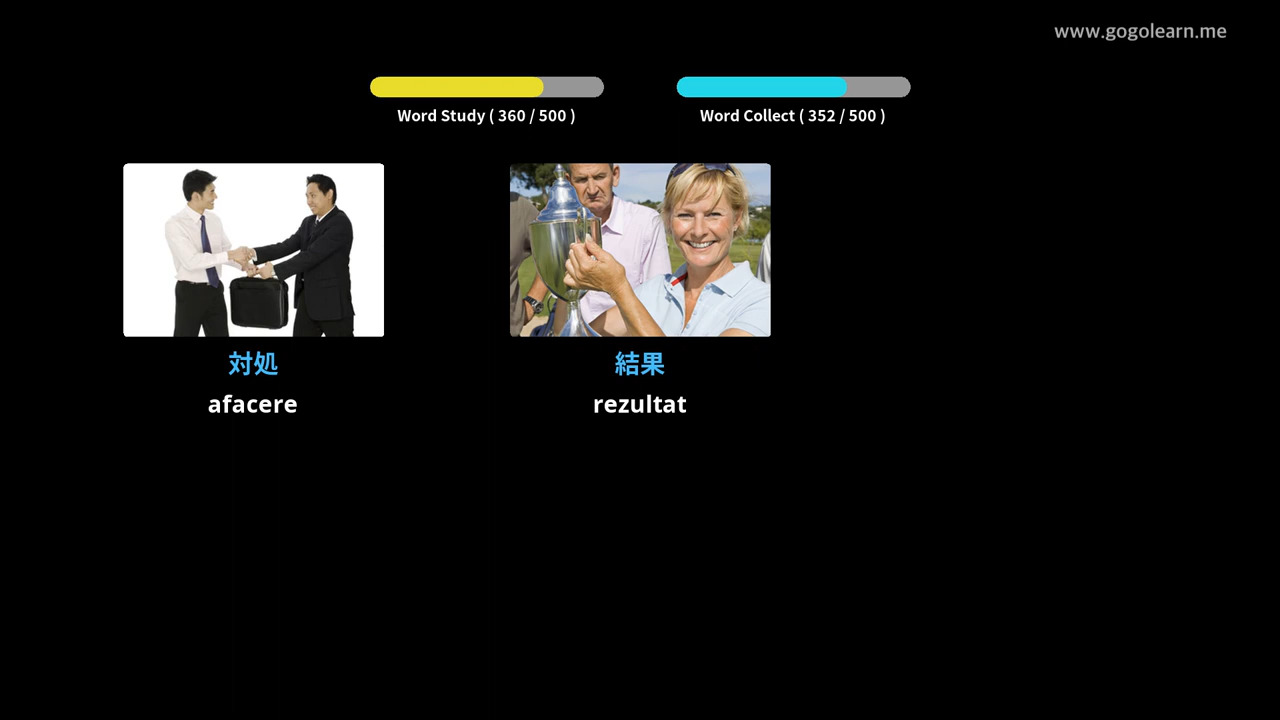 www.gogolearn.me
Word Study ( 360 / 500 )
Word Collect ( 352 / 500 )
対処
afacere
結果
rezultat